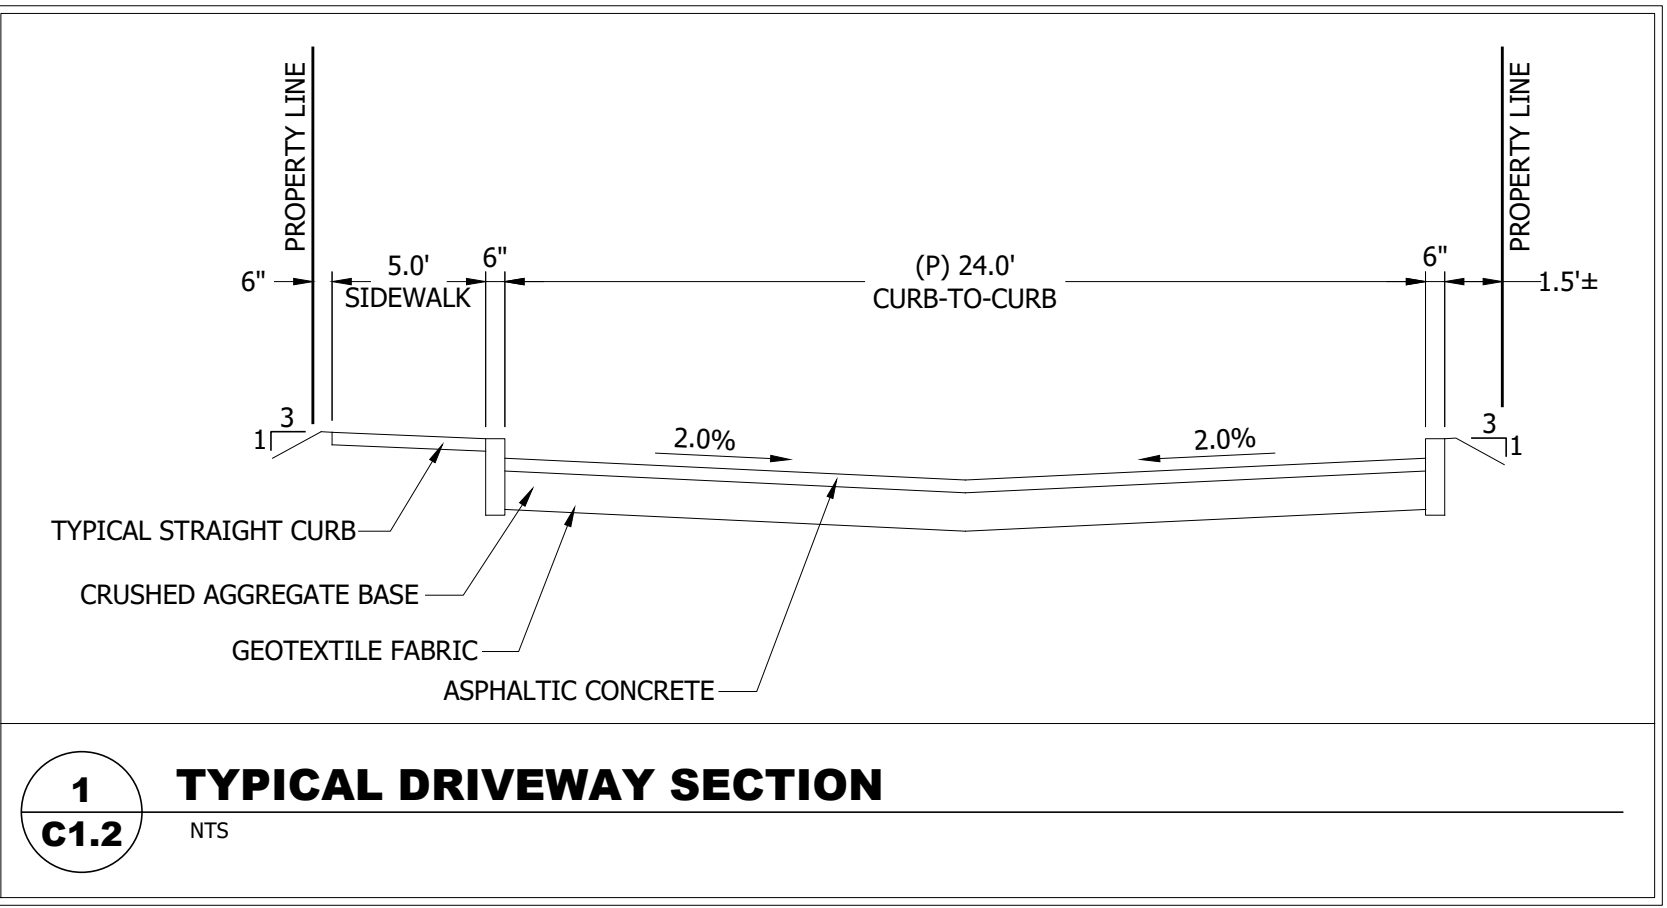 PROPERTY LINE
PROPERTY LINE
6"
5.0'
SIDEWALK
6"
(P) 24.0'
CURB-TO-CURB
6"
1.5'±
3
1
2.0%
2.0%
3
1
TYPICAL STRAIGHT CURB
CRUSHED AGGREGATE BASE
GEOTEXTILE FABRIC
ASPHALTIC CONCRETE
1
C1.2
TYPICAL DRIVEWAY SECTION
NTS